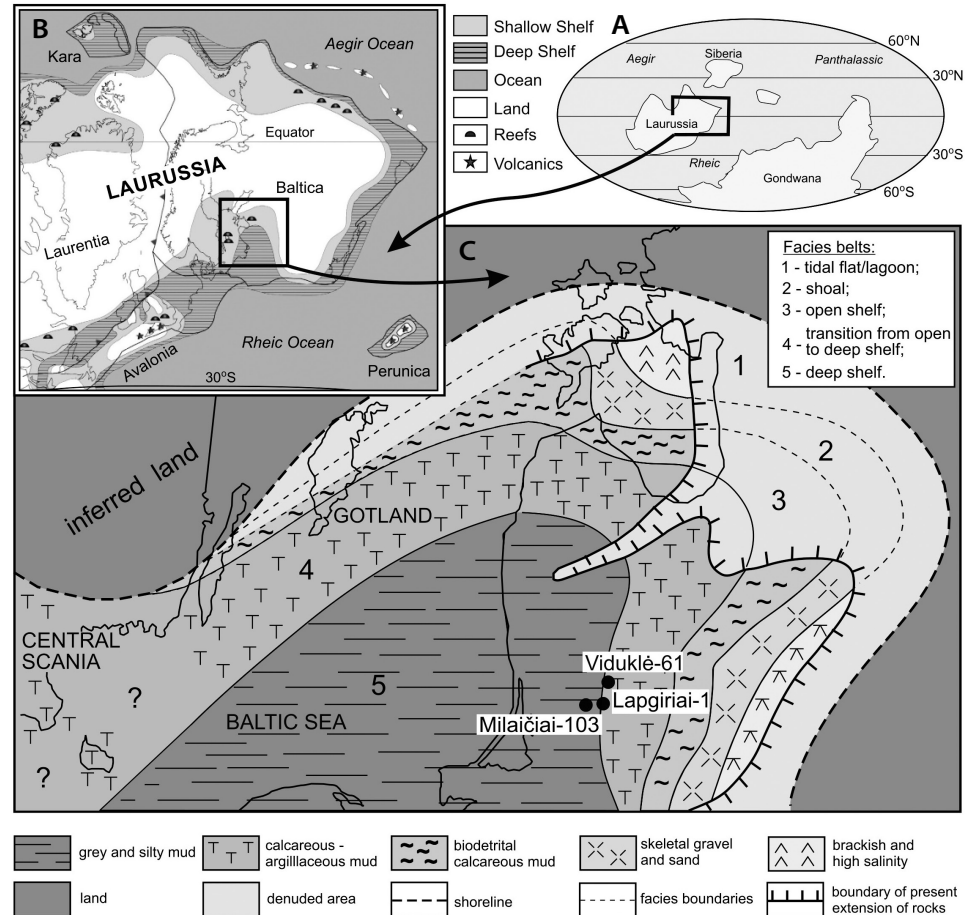 B
Kara
Aegir Ocean
Equator
LAURUSSIA
Baltica
Laurentia
Avalonia
Rheic Ocean
Perunica
30°S
Shallow Shelf
Deep Shelf
Ocean
Land
Reefs
Volcanics
A
60°N
Aegir
Siberia
Panthalassic
30°N
Laurussia
Rheic
30°S
Gondwana
60°S
C
Facies belts:
1 - tidal flat/lagoon;
2 - shoal;
3 - open shelf;
4 - transition from open
to deep shelf;
5 - deep shelf.
1
2
3
inferred land
GOTLAND
4
CENTRAL
SCANIA
?
?
5
BALTIC SEA
Viduklė-61
Lapgiriai-1
Milaičiai-103
grey and silty mud
calcareous -
argilllaceous mud
biodetrital
calcareous mud
skeletal gravel
and sand
brackish and
high salinity
land
denuded area
shoreline
facies boundaries
boundary of present
extension of rocks